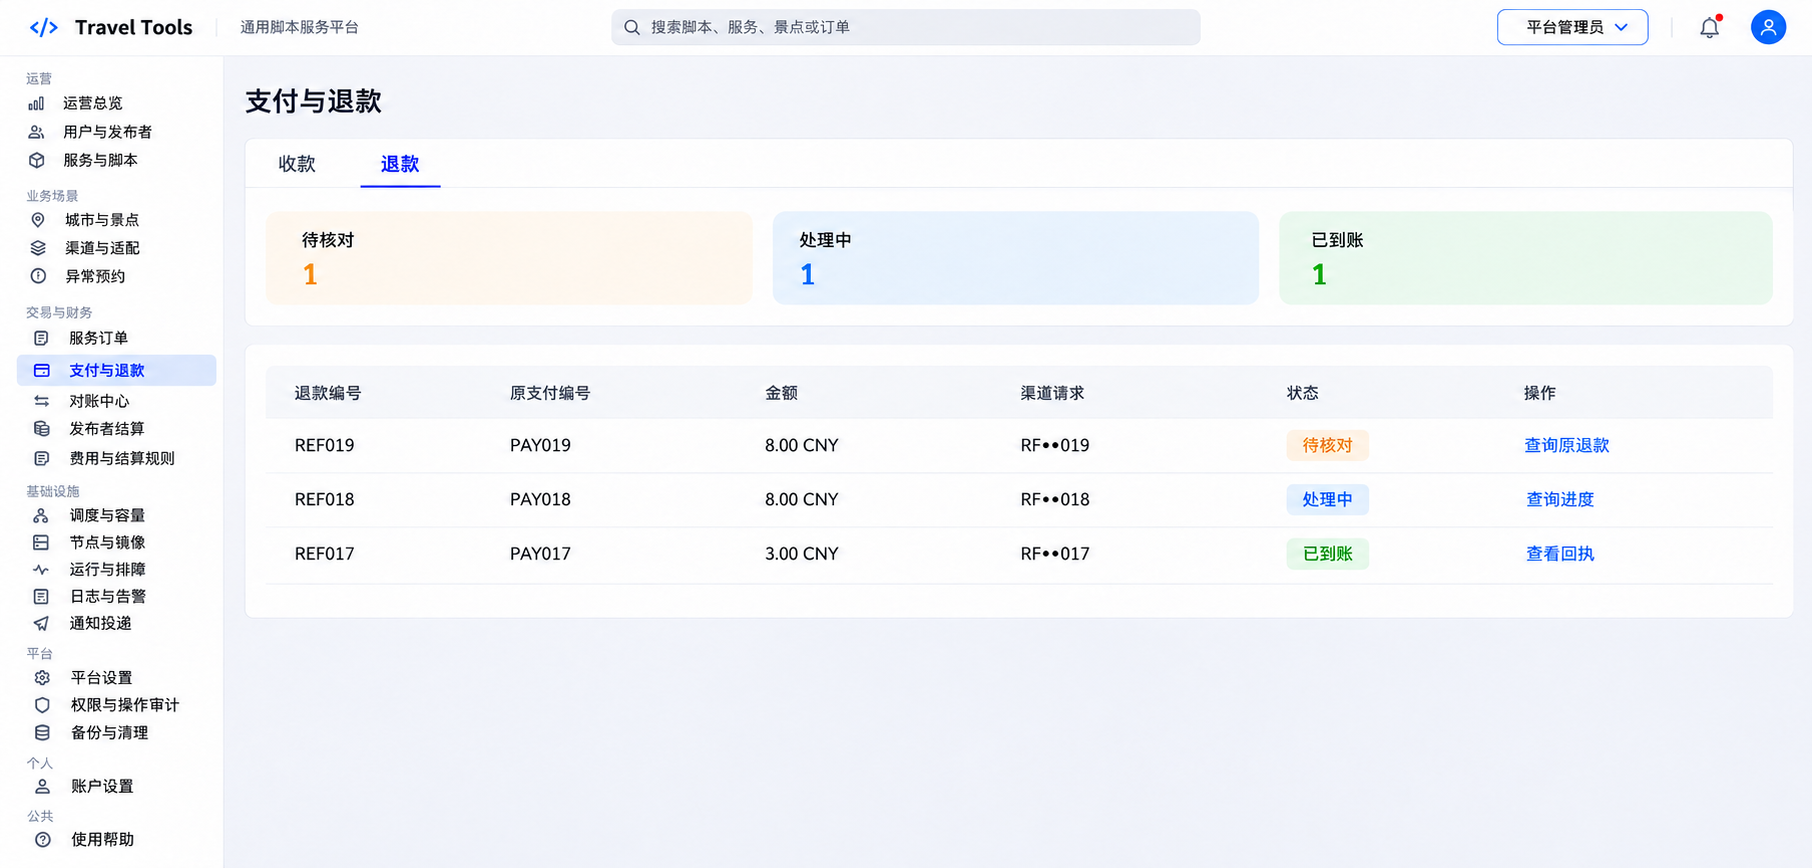 Travel Tools
通用脚本服务平台
搜索脚本、服务、景点或订单
平台管理员
运营
运营总览
用户与发布者
服务与脚本
业务场景
城市与景点
渠道与适配
异常预约
交易与财务
服务订单
支付与退款
对账中心
发布者结算
费用与结算规则
基础设施
调度与容量
节点与镜像
运行与排障
日志与告警
通知投递
平台
平台设置
权限与操作审计
备份与清理
个人
账户设置
公共
使用帮助
支付与退款
收款 退款
待核对 处理中 已到账
1 1 1
退款编号 原支付编号 金额 渠道请求 状态 操作
REF019 PAY019 8.00 CNY RF••019 待核对 查询原退款
REF018 PAY018 8.00 CNY RF••018 处理中 查询进度
REF017 PAY017 3.00 CNY RF••017 已到账 查看回执